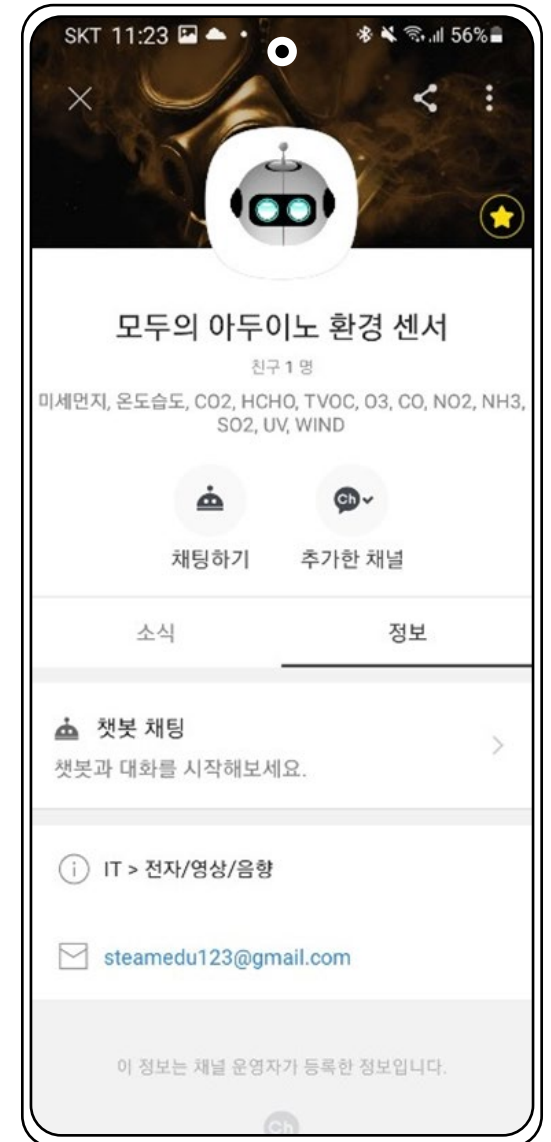 SKT 11:23
56%
모두의 아두이노 환경 센서
친구 1 명
미세먼지, 온도습도, CO2, HCHO, TVOC, O3, CO, NO2, NH3,
SO2, UV, WIND
Ch
채팅하기 추가한 채널
소식 정보
챗봇 채팅
챗봇과 대화를 시작해보세요.
IT > 전자/영상/음향
steamedu123@gmail.com
이 정보는 채널 운영자가 등록한 정보입니다.
Ch